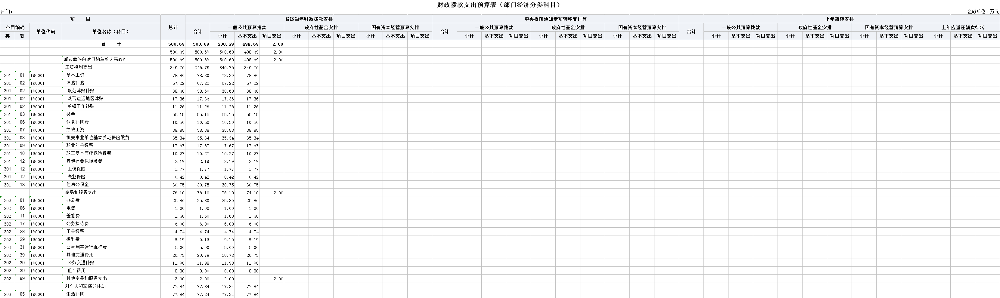 财政拨款支出预算表（部门经济分类科目）
部门： 金额单位：万元
项 目 总计 省级当年财政拨款安排 中央提前通知专项转移支付等 上年结转安排
科目编码 单位代码 单位名称（科目） 合计 一般公共预算拨款 政府性基金安排 国有资本经营预算安排 合计 一般公共预算拨款 政府性基金安排 国有资本经营预算安排 合计 一般公共预算拨款 政府性基金安排 国有资本经营预算安排 上年应返还额度结转
类 款 小计 基本支出 项目支出 小计 基本支出 项目支出 小计 基本支出 项目支出 小计 基本支出 项目支出 小计 基本支出 项目支出 小计 基本支出 项目支出 小计 基本支出 项目支出 小计 基本支出 项目支出 小计 基本支出 项目支出 小计 基本支出 项目支出
合 计 500.69 500.69 500.69 498.69 2.00
500.69 500.69 500.69 498.69 2.00
峨边彝族自治县勒乌乡人民政府 500.69 500.69 500.69 498.69 2.00
工资福利支出 346.76 346.76 346.76 346.76
301 01 190001 基本工资 78.80 78.80 78.80 78.80
301 02 190001 津贴补贴 67.22 67.22 67.22 67.22
301 02 190001 规范津贴补贴 38.60 38.60 38.60 38.60
301 02 190001 艰苦边远地区津贴 17.36 17.36 17.36 17.36
301 02 190001 乡镇工作补贴 11.26 11.26 11.26 11.26
301 03 190001 奖金 55.15 55.15 55.15 55.15
301 06 190001 伙食补助费 10.50 10.50 10.50 10.50
301 07 190001 绩效工资 38.88 38.88 38.88 38.88
301 08 190001 机关事业单位基本养老保险缴费 35.34 35.34 35.34 35.34
301 09 190001 职业年金缴费 17.67 17.67 17.67 17.67
301 10 190001 职工基本医疗保险缴费 10.27 10.27 10.27 10.27
301 12 190001 其他社会保障缴费 2.19 2.19 2.19 2.19
301 12 190001 工伤保险 1.77 1.77 1.77 1.77
301 12 190001 失业保险 0.42 0.42 0.42 0.42
301 13 190001 住房公积金 30.75 30.75 30.75 30.75
商品和服务支出 76.10 76.10 76.10 74.10 2.00
302 01 190001 办公费 25.80 25.80 25.80 25.80
302 06 190001 电费 1.00 1.00 1.00 1.00
302 11 190001 差旅费 1.60 1.60 1.60 1.60
302 17 190001 公务接待费 6.00 6.00 6.00 6.00
302 28 190001 工会经费 4.74 4.74 4.74 4.74
302 29 190001 福利费 9.19 9.19 9.19 9.19
302 31 190001 公务用车运行维护费 5.00 5.00 5.00 5.00
302 39 190001 其他交通费用 20.78 20.78 20.78 20.78
302 39 190001 公务交通补贴 11.98 11.98 11.98 11.98
302 39 190001 租车费用 8.80 8.80 8.80 8.80
302 99 190001 其他商品和服务支出 2.00 2.00 2.00 2.00
对个人和家庭的补助 77.84 77.84 77.84 77.84
303 05 190001 生活补助 77.84 77.84 77.84 77.84